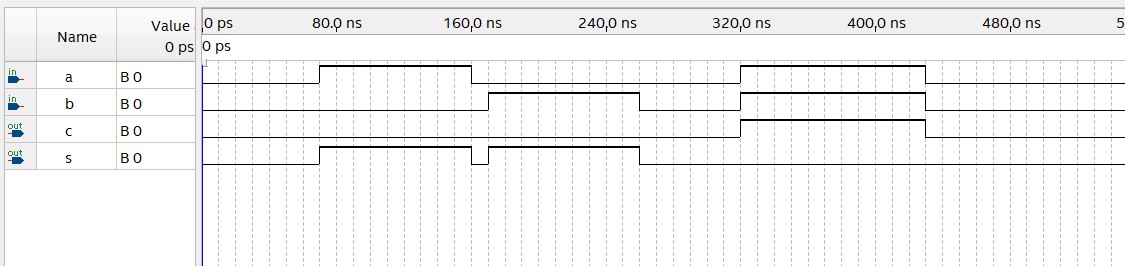 Name Value 0 ps 80.0 ns 160,0 ns 240,0 ns 320,0 ns 400,0 ns 480,0 ns 5
0 ps 0 ps
in a B 0
in b B 0
out c B 0
out s B 0